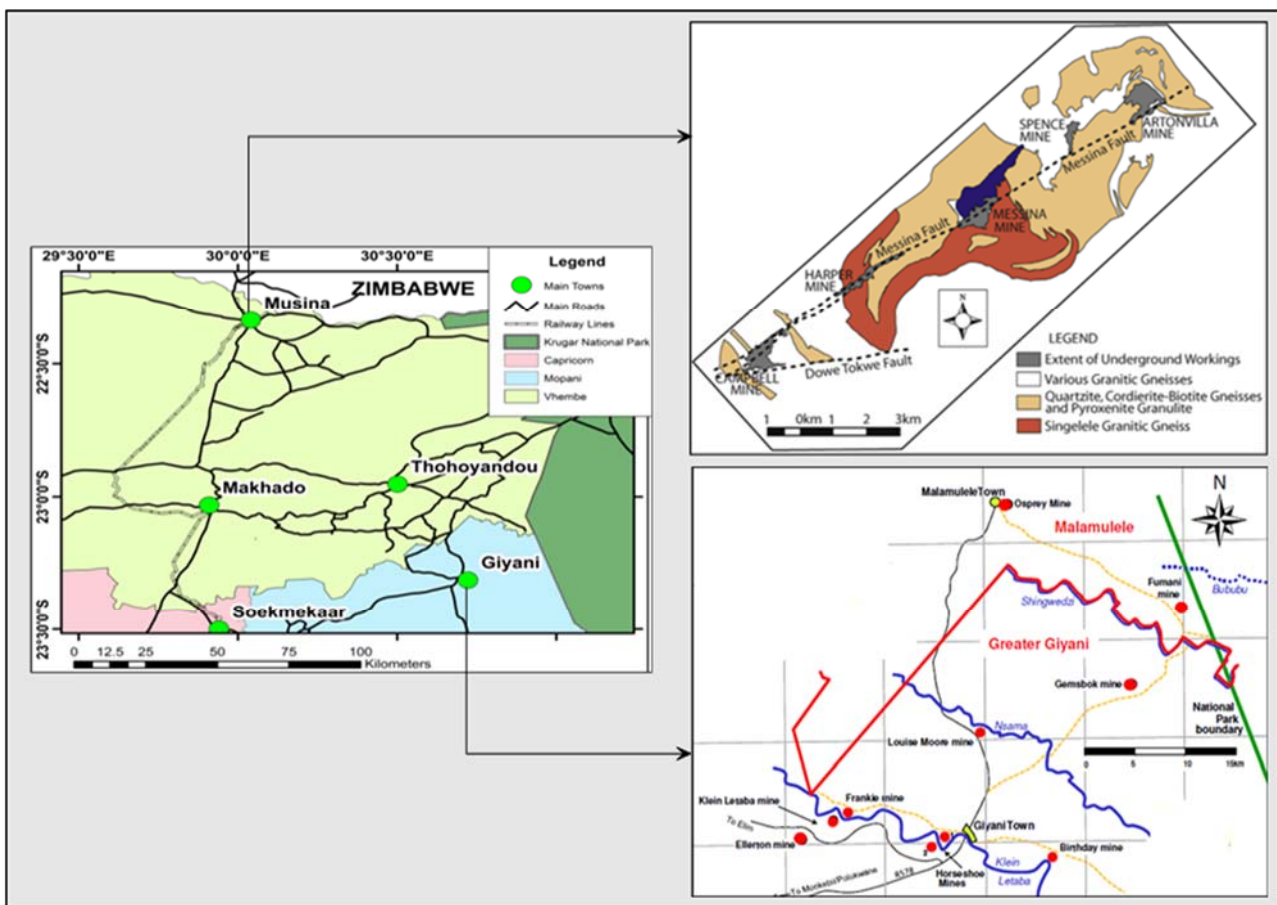 29°30'0"E
30°0'0"E
30°30'0"E
22°30'0"S
23°0'0"S
23°30'0"S
ZIMBABWE
Musina
Makhado
Thohoyandou
Giyani
Soekmekaar
Legend
Main Towns
Main Roads
Railway Lines
Krugar National Park
Capricorn
Mopani
Vhembe
0 12.5 25 50 75 100
Kilometers
SPENCE
MINE
ARTONVILLA
MINE
Messina Fault
MESSINA
MINE
Messina Fault
HARPER
MINE
CAMPBELL
MINE
Dowe Tokwe Fault
N
LEGEND
Extent of Underground Workings
Various Granitic Gneisses
Quartzite, Cordierite-Biotite Gneisses
and Pyroxenite Granulite
Singelele Granitic Gneiss
1 0km 1 2 3km
Malamulele Town
Osprey Mine
N
Malamulele
Fumani
mine
Bububu
Shingwedzi
Greater Giyani
Gemsbok mine
National
Park
boundary
Nsama
Louise Moore mine
0 5 10 15km
Klein Letaba mine
Frankie mine
To Elim
Giyani Town
Ellerson mine
Birthday mine
Horseshoe
Mines
Klein
Letaba
R578